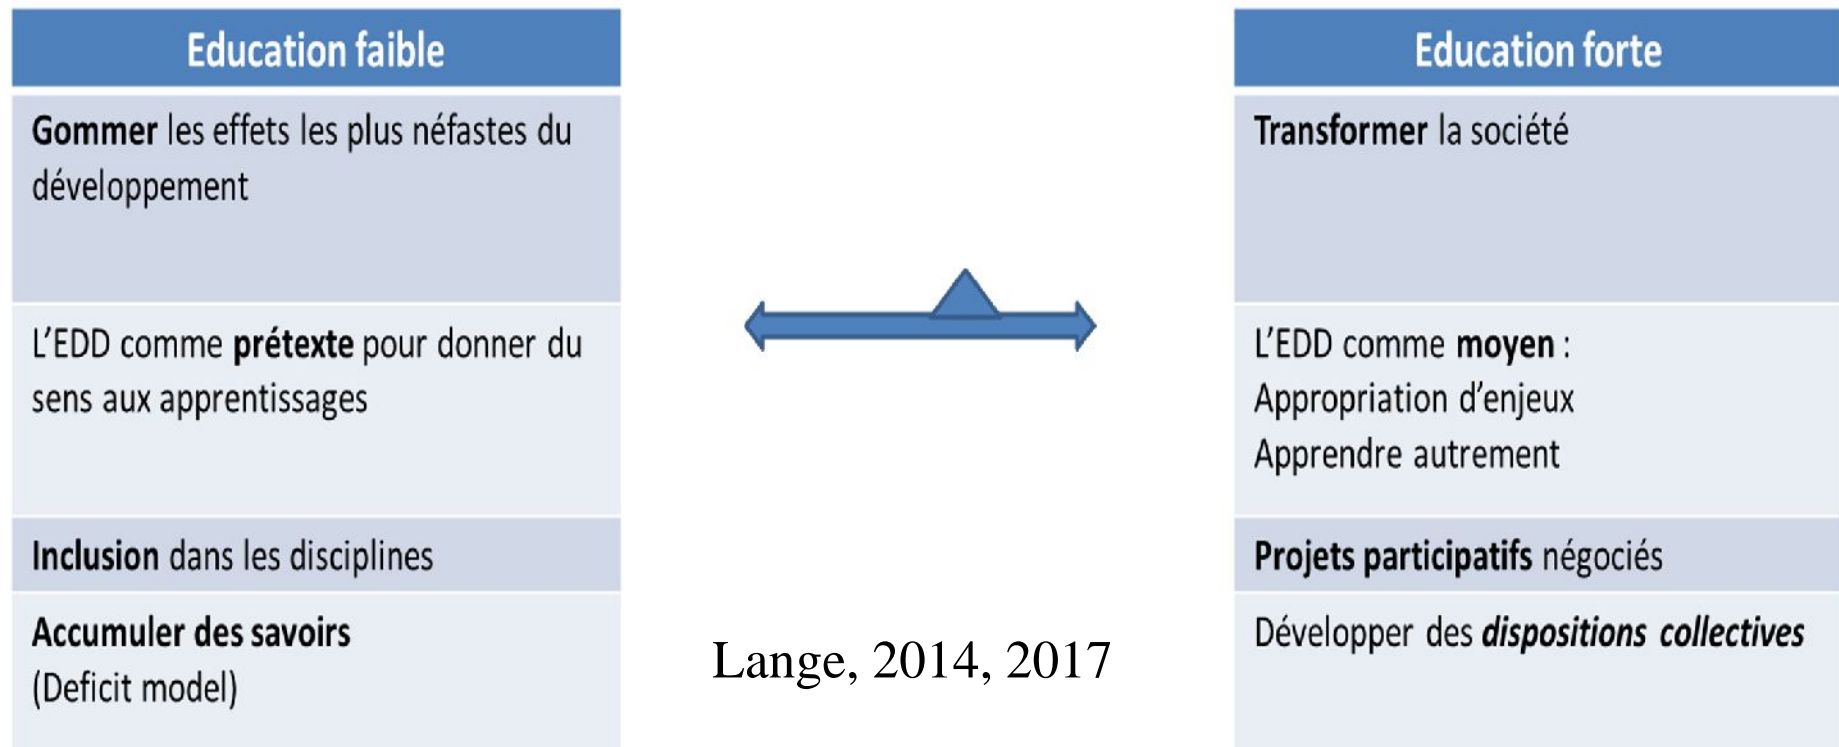 Education faible
Gommer les effets les plus néfastes du
développement
L’EDD comme prétexte pour donner du
sens aux apprentissages
Inclusion dans les disciplines
Accumuler des savoirs
(Deficit model)
Lange, 2014, 2017
Education forte
Transformer la société
L’EDD comme moyen :
Appropriation d’enjeux
Apprendre autrement
Projets participatifs négociés
Développer des dispositions collectives